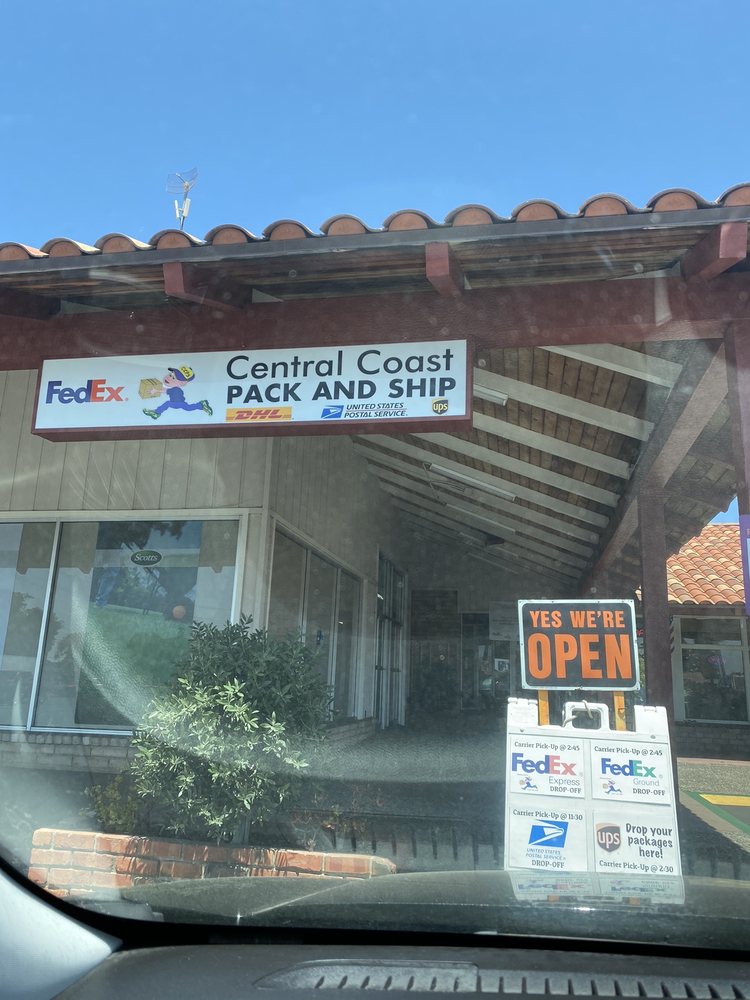 FedEx®
Central Coast
PACK AND SHIP
DHL
UNITED STATES
POSTAL SERVICE
ups
Scotts
YES WE'RE
OPEN
Carrier Pick-Up @ 2:45
FedEx®
Express
DROP-OFF
Carrier Pick-Up @ 2:45
FedEx®
Ground
DROP-OFF
Carrier Pick-Up @ 11:30
UNITED STATES
POSTAL SERVICE
DROP-OFF
ups
Drop your
packages
here!
Carrier Pick-Up @ 2:30